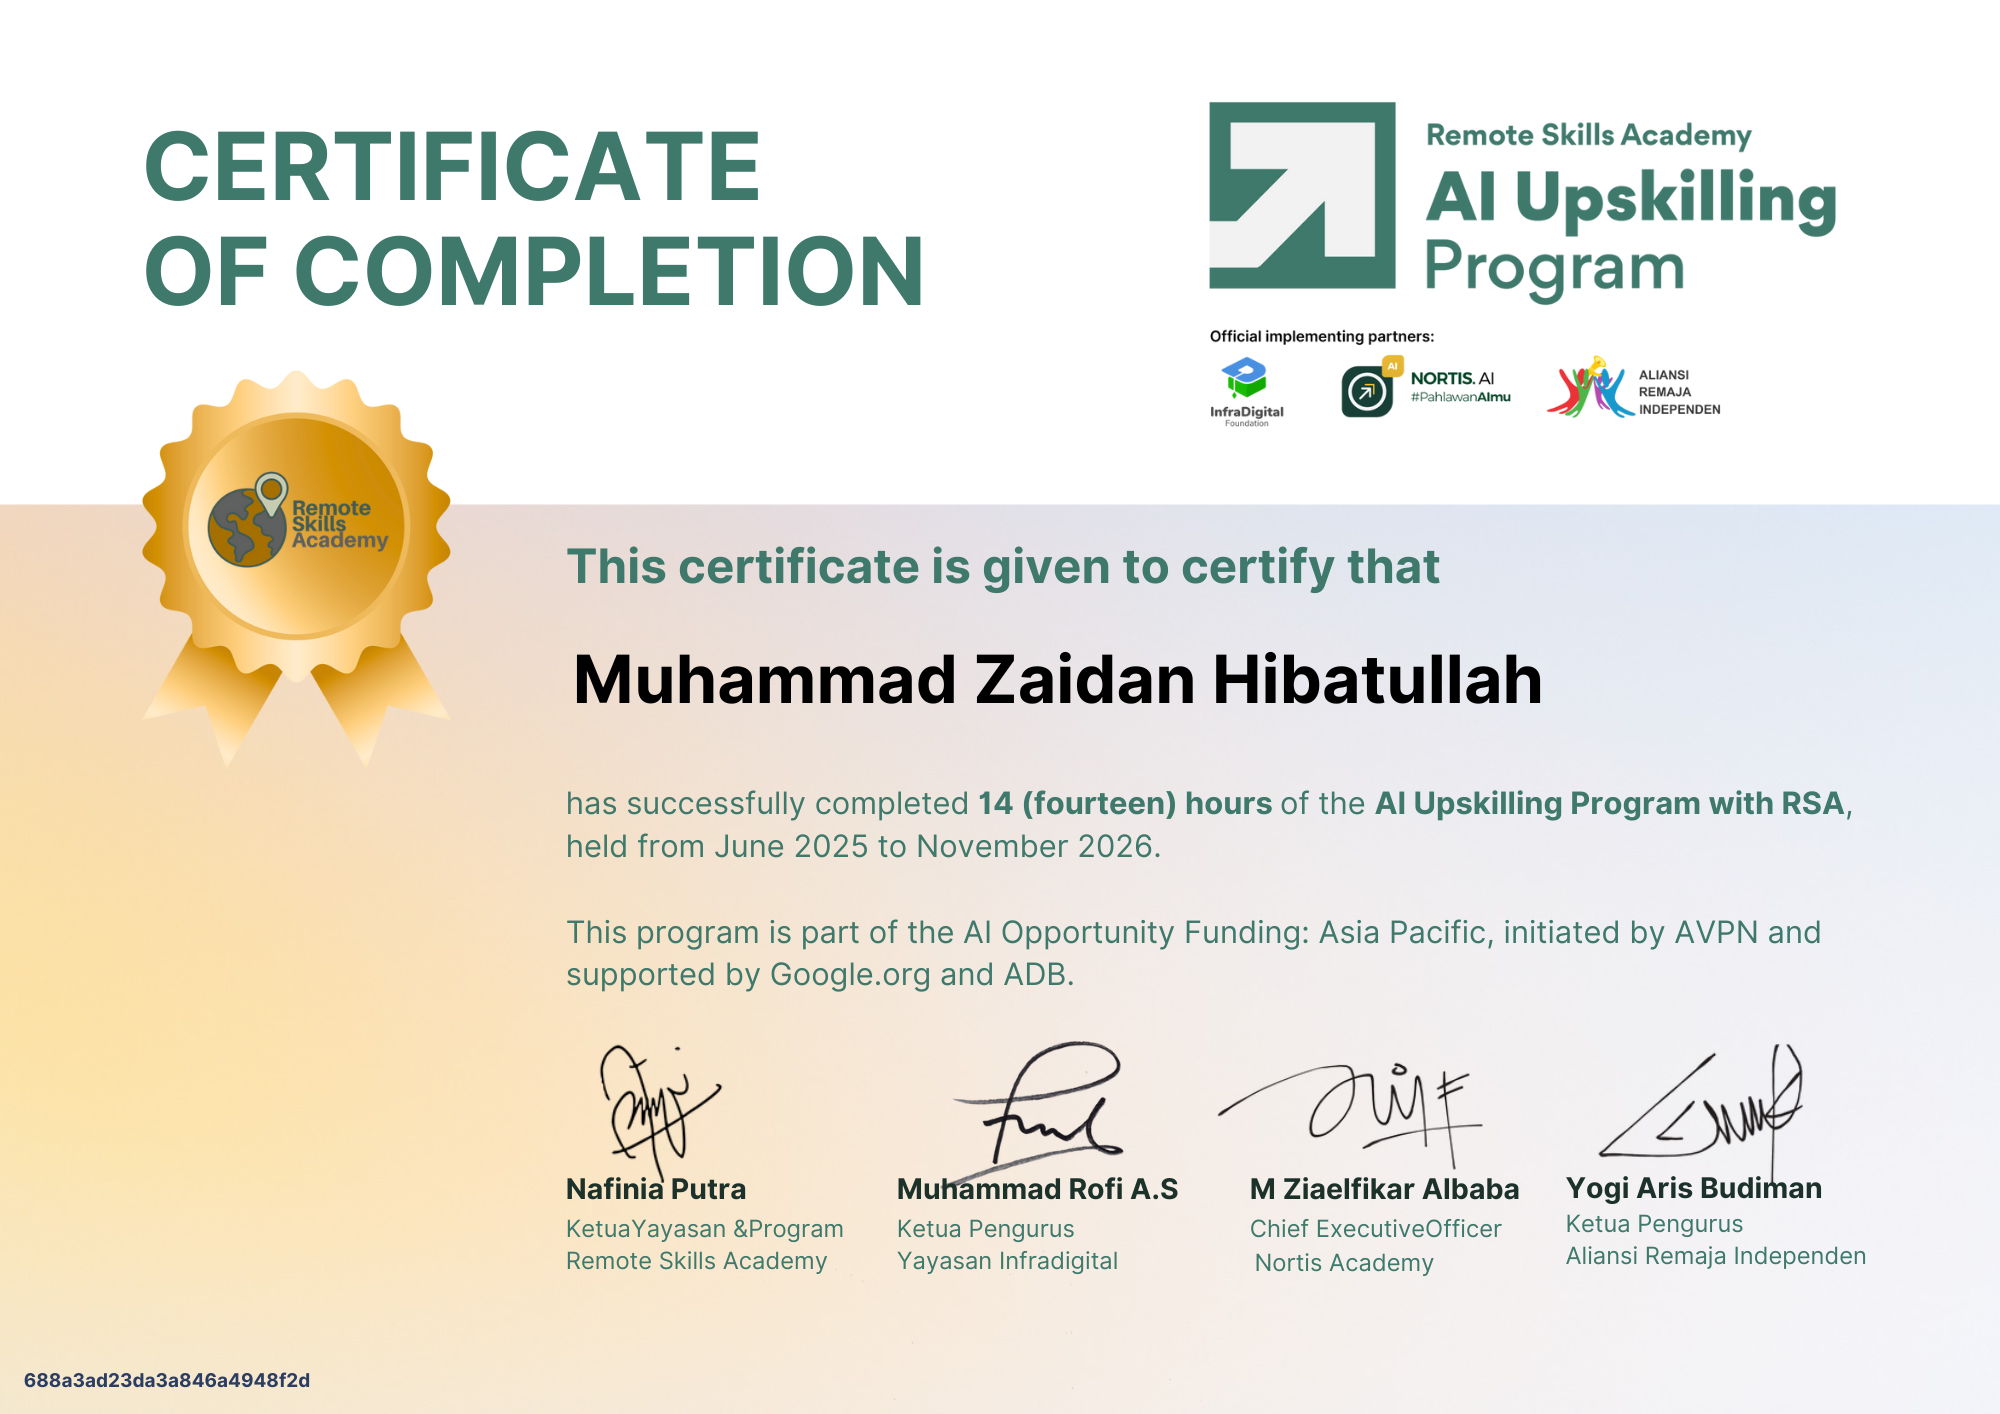 CERTIFICATE
OF COMPLETION
Remote Skills Academy
AI Upskilling
Program
Official implementing partners:
InfraDigital
Foundation
AI
NORTIS. AI
#PahlawanAImu
ALIANSI
REMAJA
INDEPENDEN
Remote
Skills
Academy
This certificate is given to certify that
Muhammad Zaidan Hibatullah
has successfully completed 14 (fourteen) hours of the AI Upskilling Program with RSA,
held from June 2025 to November 2026.
This program is part of the AI Opportunity Funding: Asia Pacific, initiated by AVPN and
supported by Google.org and ADB.
Nafinia Putra
KetuaYayasan &Program
Remote Skills Academy
Muhammad Rofi A.S
Ketua Pengurus
Yayasan Infradigital
M Ziaelfikar Albaba
Chief ExecutiveOfficer
Nortis Academy
Yogi Aris Budiman
Ketua Pengurus
Aliansi Remaja Independen
688a3ad23da3a846a4948f2d